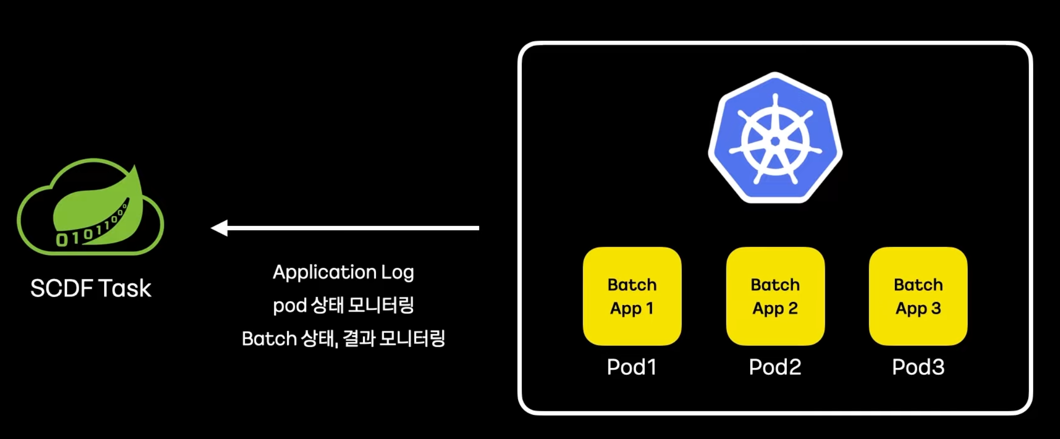 0101100
SCDF Task
Application Log
pod 상태 모니터링
Batch 상태, 결과 모니터링
Batch
App 1
Batch
App 2
Batch
App 3
Pod1
Pod2
Pod3